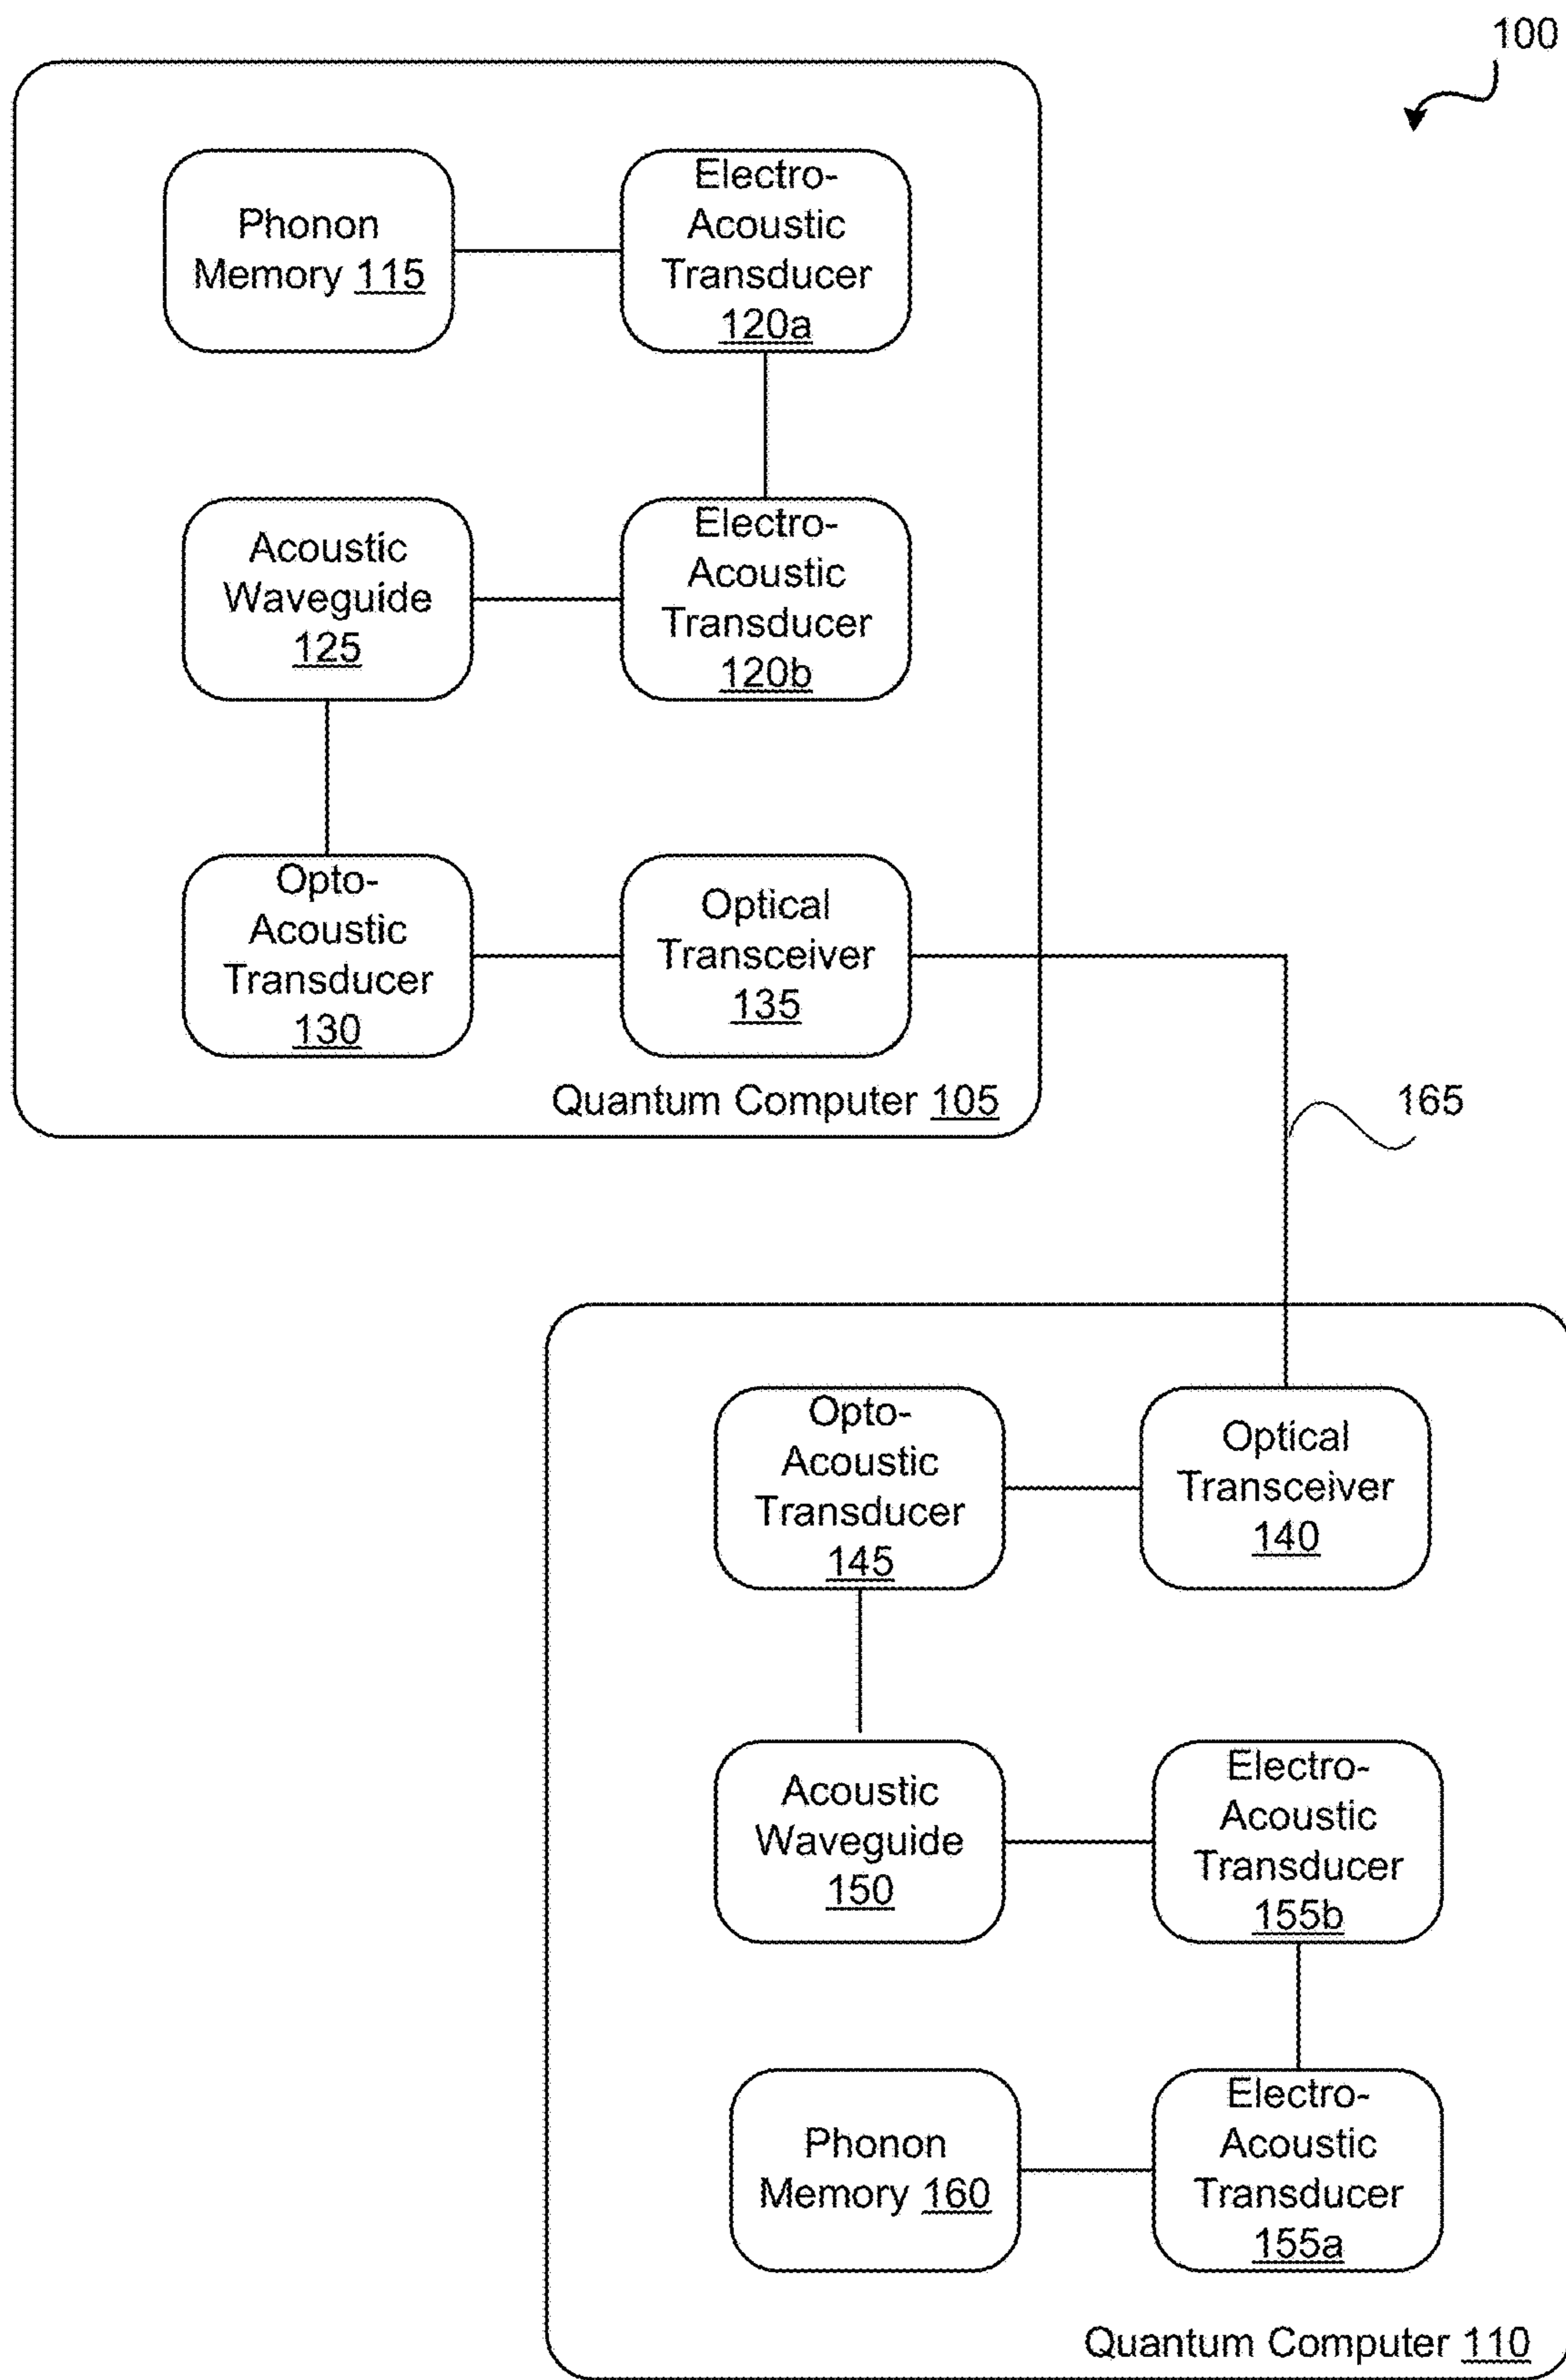 100
Phonon
Memory 115
Electro-
Acoustic
Transducer
120a
Acoustic
Waveguide
125
Electro-
Acoustic
Transducer
120b
Opto-
Acoustic
Transducer
130
Optical
Transceiver
135
Quantum Computer 105
165
Opto-
Acoustic
Transducer
145
Optical
Transceiver
140
Acoustic
Waveguide
150
Electro-
Acoustic
Transducer
155b
Phonon
Memory 160
Electro-
Acoustic
Transducer
155a
Quantum Computer 110